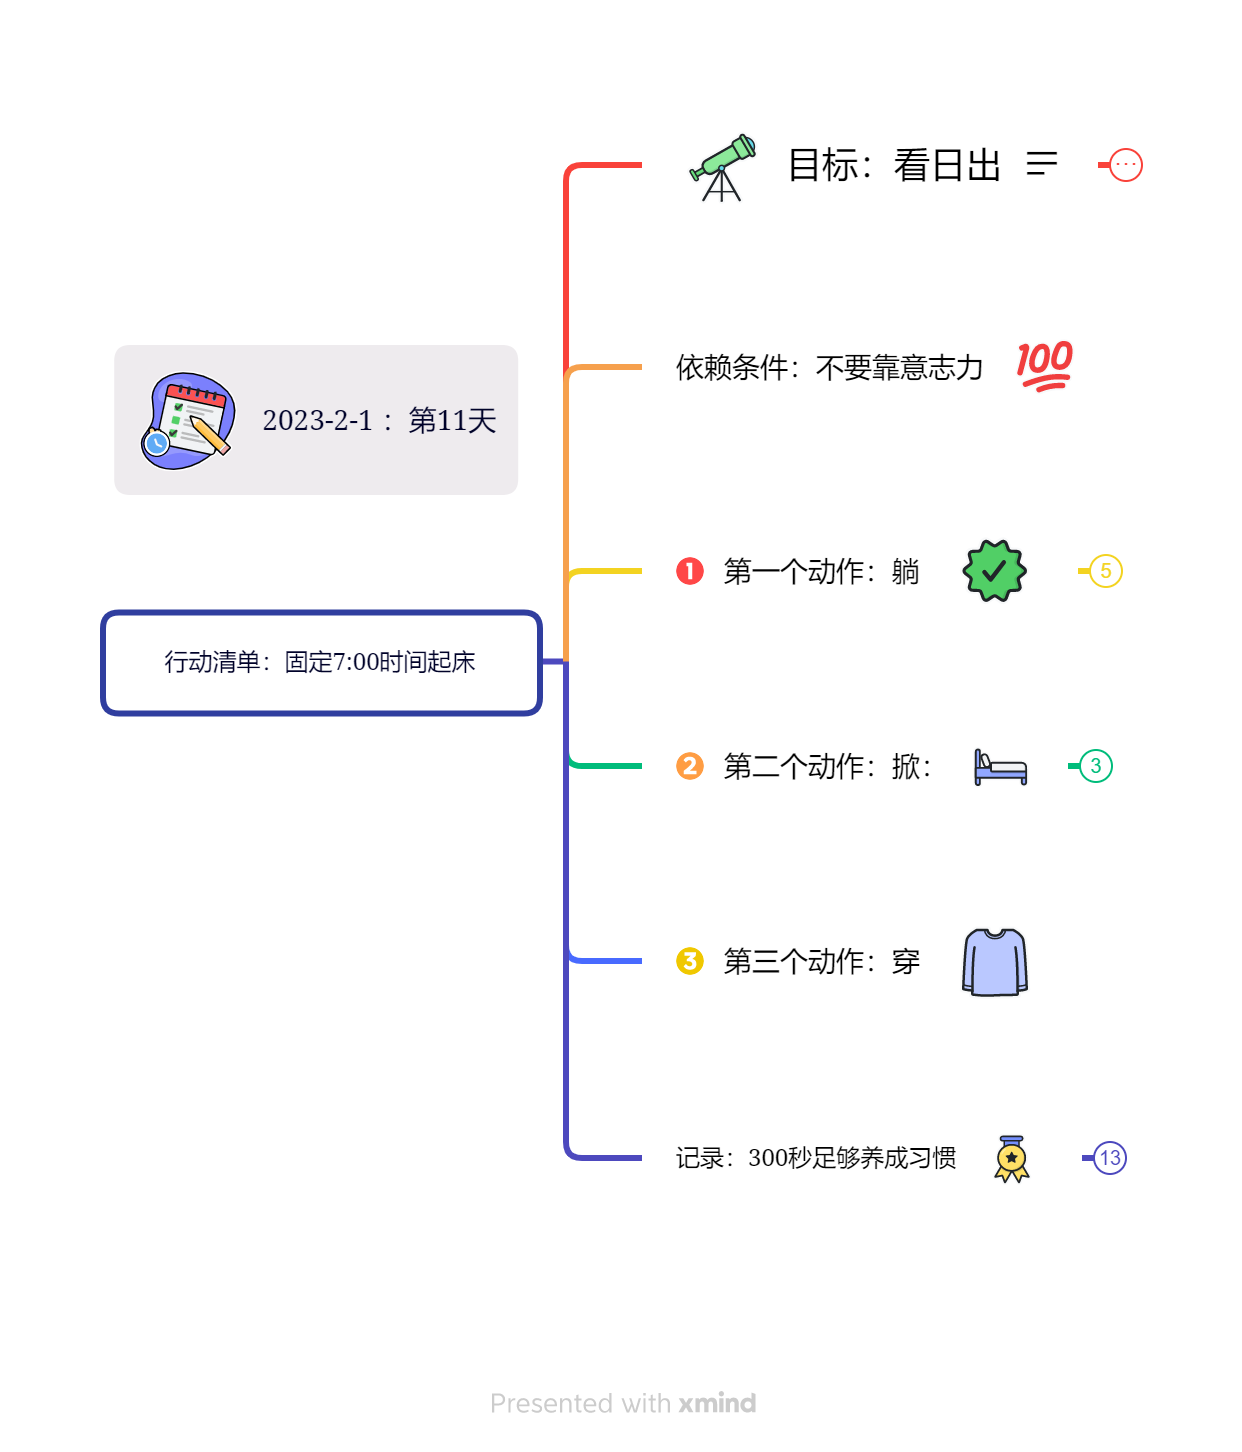 目标：看日出
依赖条件：不要靠意志力
100
2023-2-1 ：第11天
1 第一个动作：躺
5
行动清单：固定7:00时间起床
2 第二个动作：掀：
3
3 第三个动作：穿
记录：300秒足够养成习惯
13
Presented with xmind